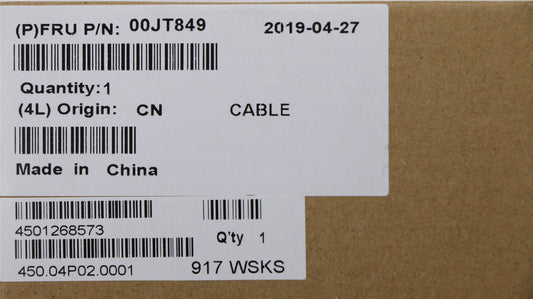 (P)FRU P/N: 00JT849 2019-04-27
Quantity:1
(4L) Origin: CN CABLE
Made in China
4501268573
Q'ty 1
450.04P02.0001 917 WSKS